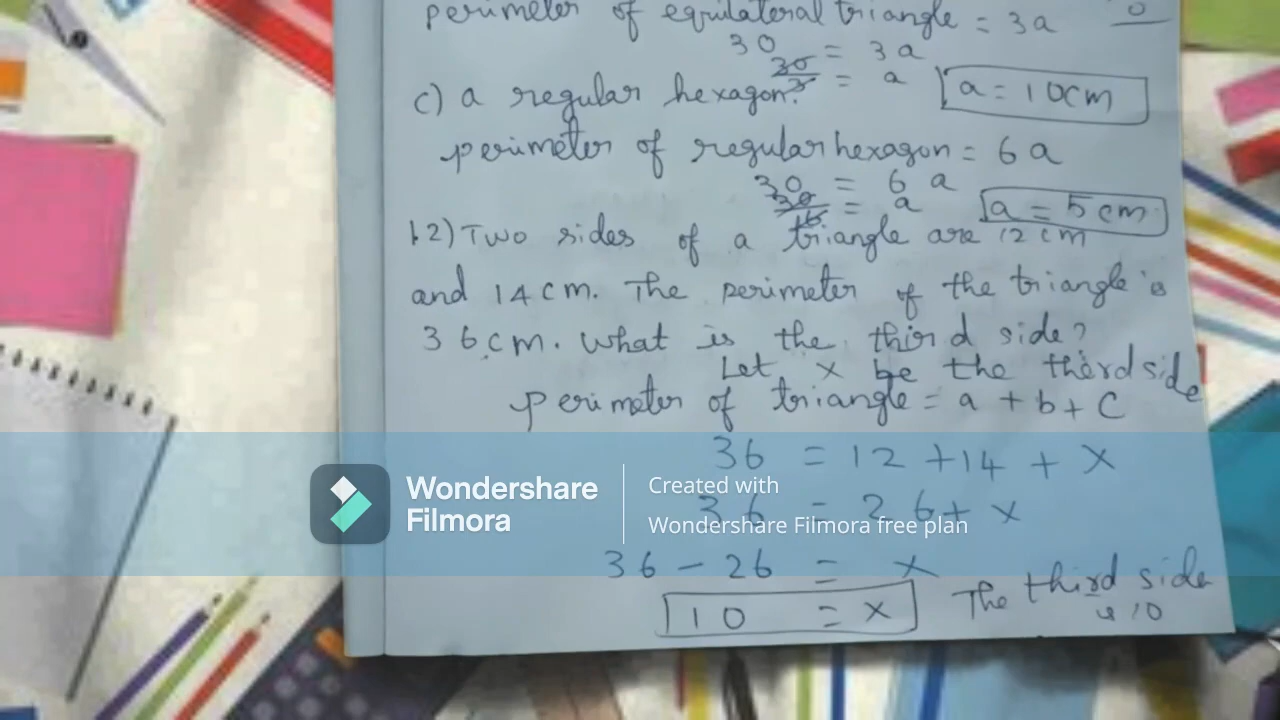 perimeter of equilateral triangle = 3a
30 = 3a
30/3 = a
a = 10cm
c) a regular hexagon?
perimeter of regular hexagon = 6a
30 = 6a
30/6 = a
a = 5cm
12) Two sides of a triangle are 12cm
and 14cm. The perimeter of the triangle is
36cm. What is the third side?
Let x be the third side
perimeter of triangle = a + b + c
36 = 12 + 14 + x
36 = 26 + x
36 - 26 = x
10 = x
The third side
is 10
Wondershare
Filmora
Created with
Wondershare Filmora free plan